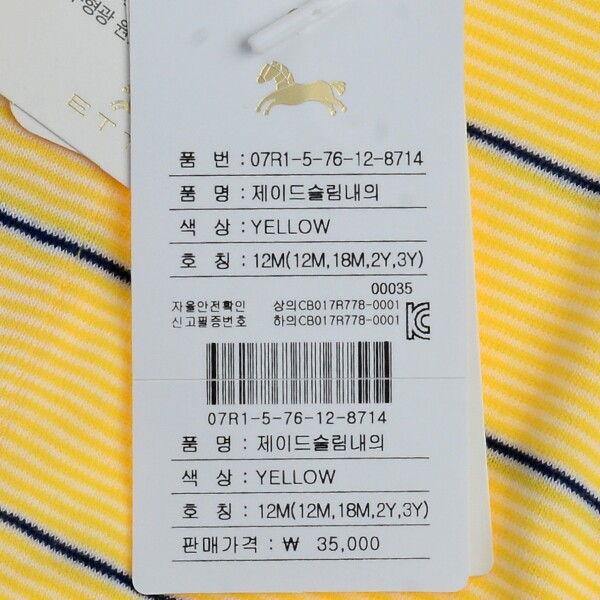 형광
E T
품 번 : 07R1-5-76-12-8714
품 명 : 제이드슬림내의
색 상 : YELLOW
호 칭 : 12M(12M,18M,2Y,3Y)
00035
자율안전확인 상의CB017R778-0001
신고필증번호 하의CB017R778-0001
07R1-5-76-12-8714
품 명 : 제이드슬림내의
색 상 : YELLOW
호 칭 : 12M(12M,18M,2Y,3Y)
판매가격 : ₩ 35,000